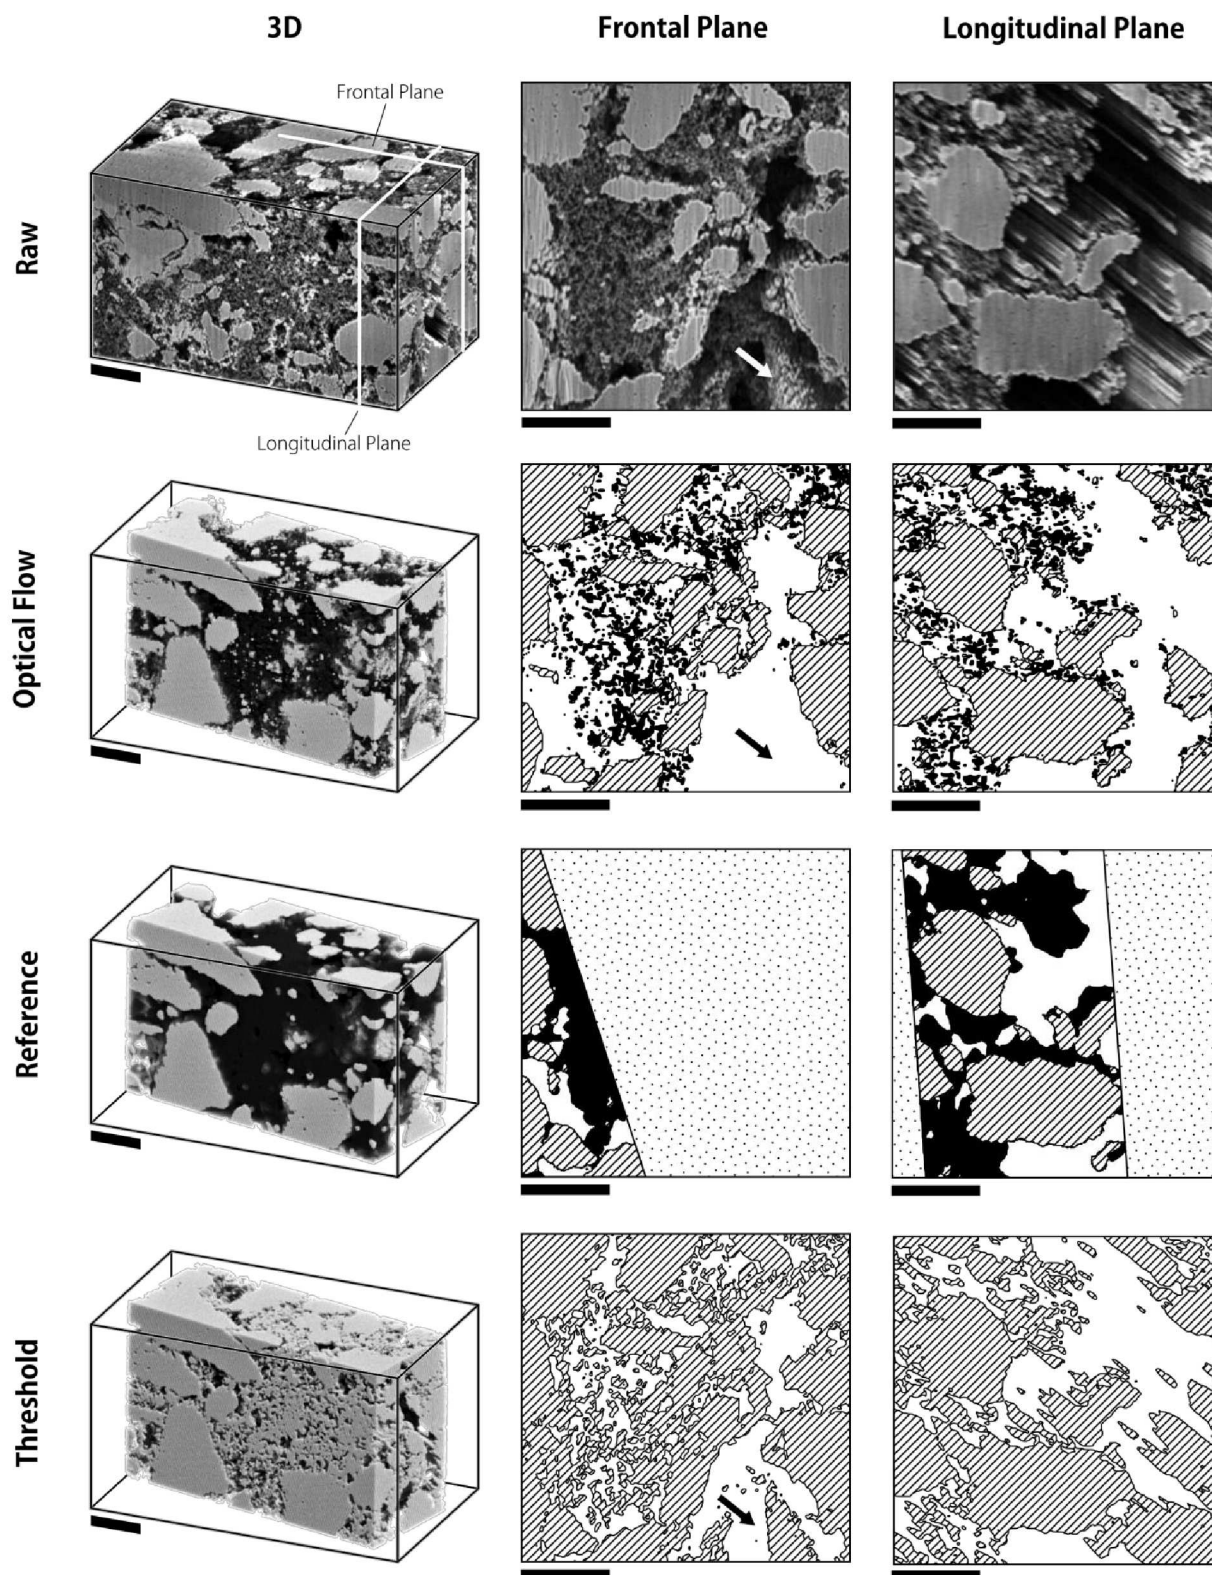 3D Frontal Plane Longitudinal Plane
Raw
Frontal Plane
Longitudinal Plane
Optical Flow
Reference
Threshold